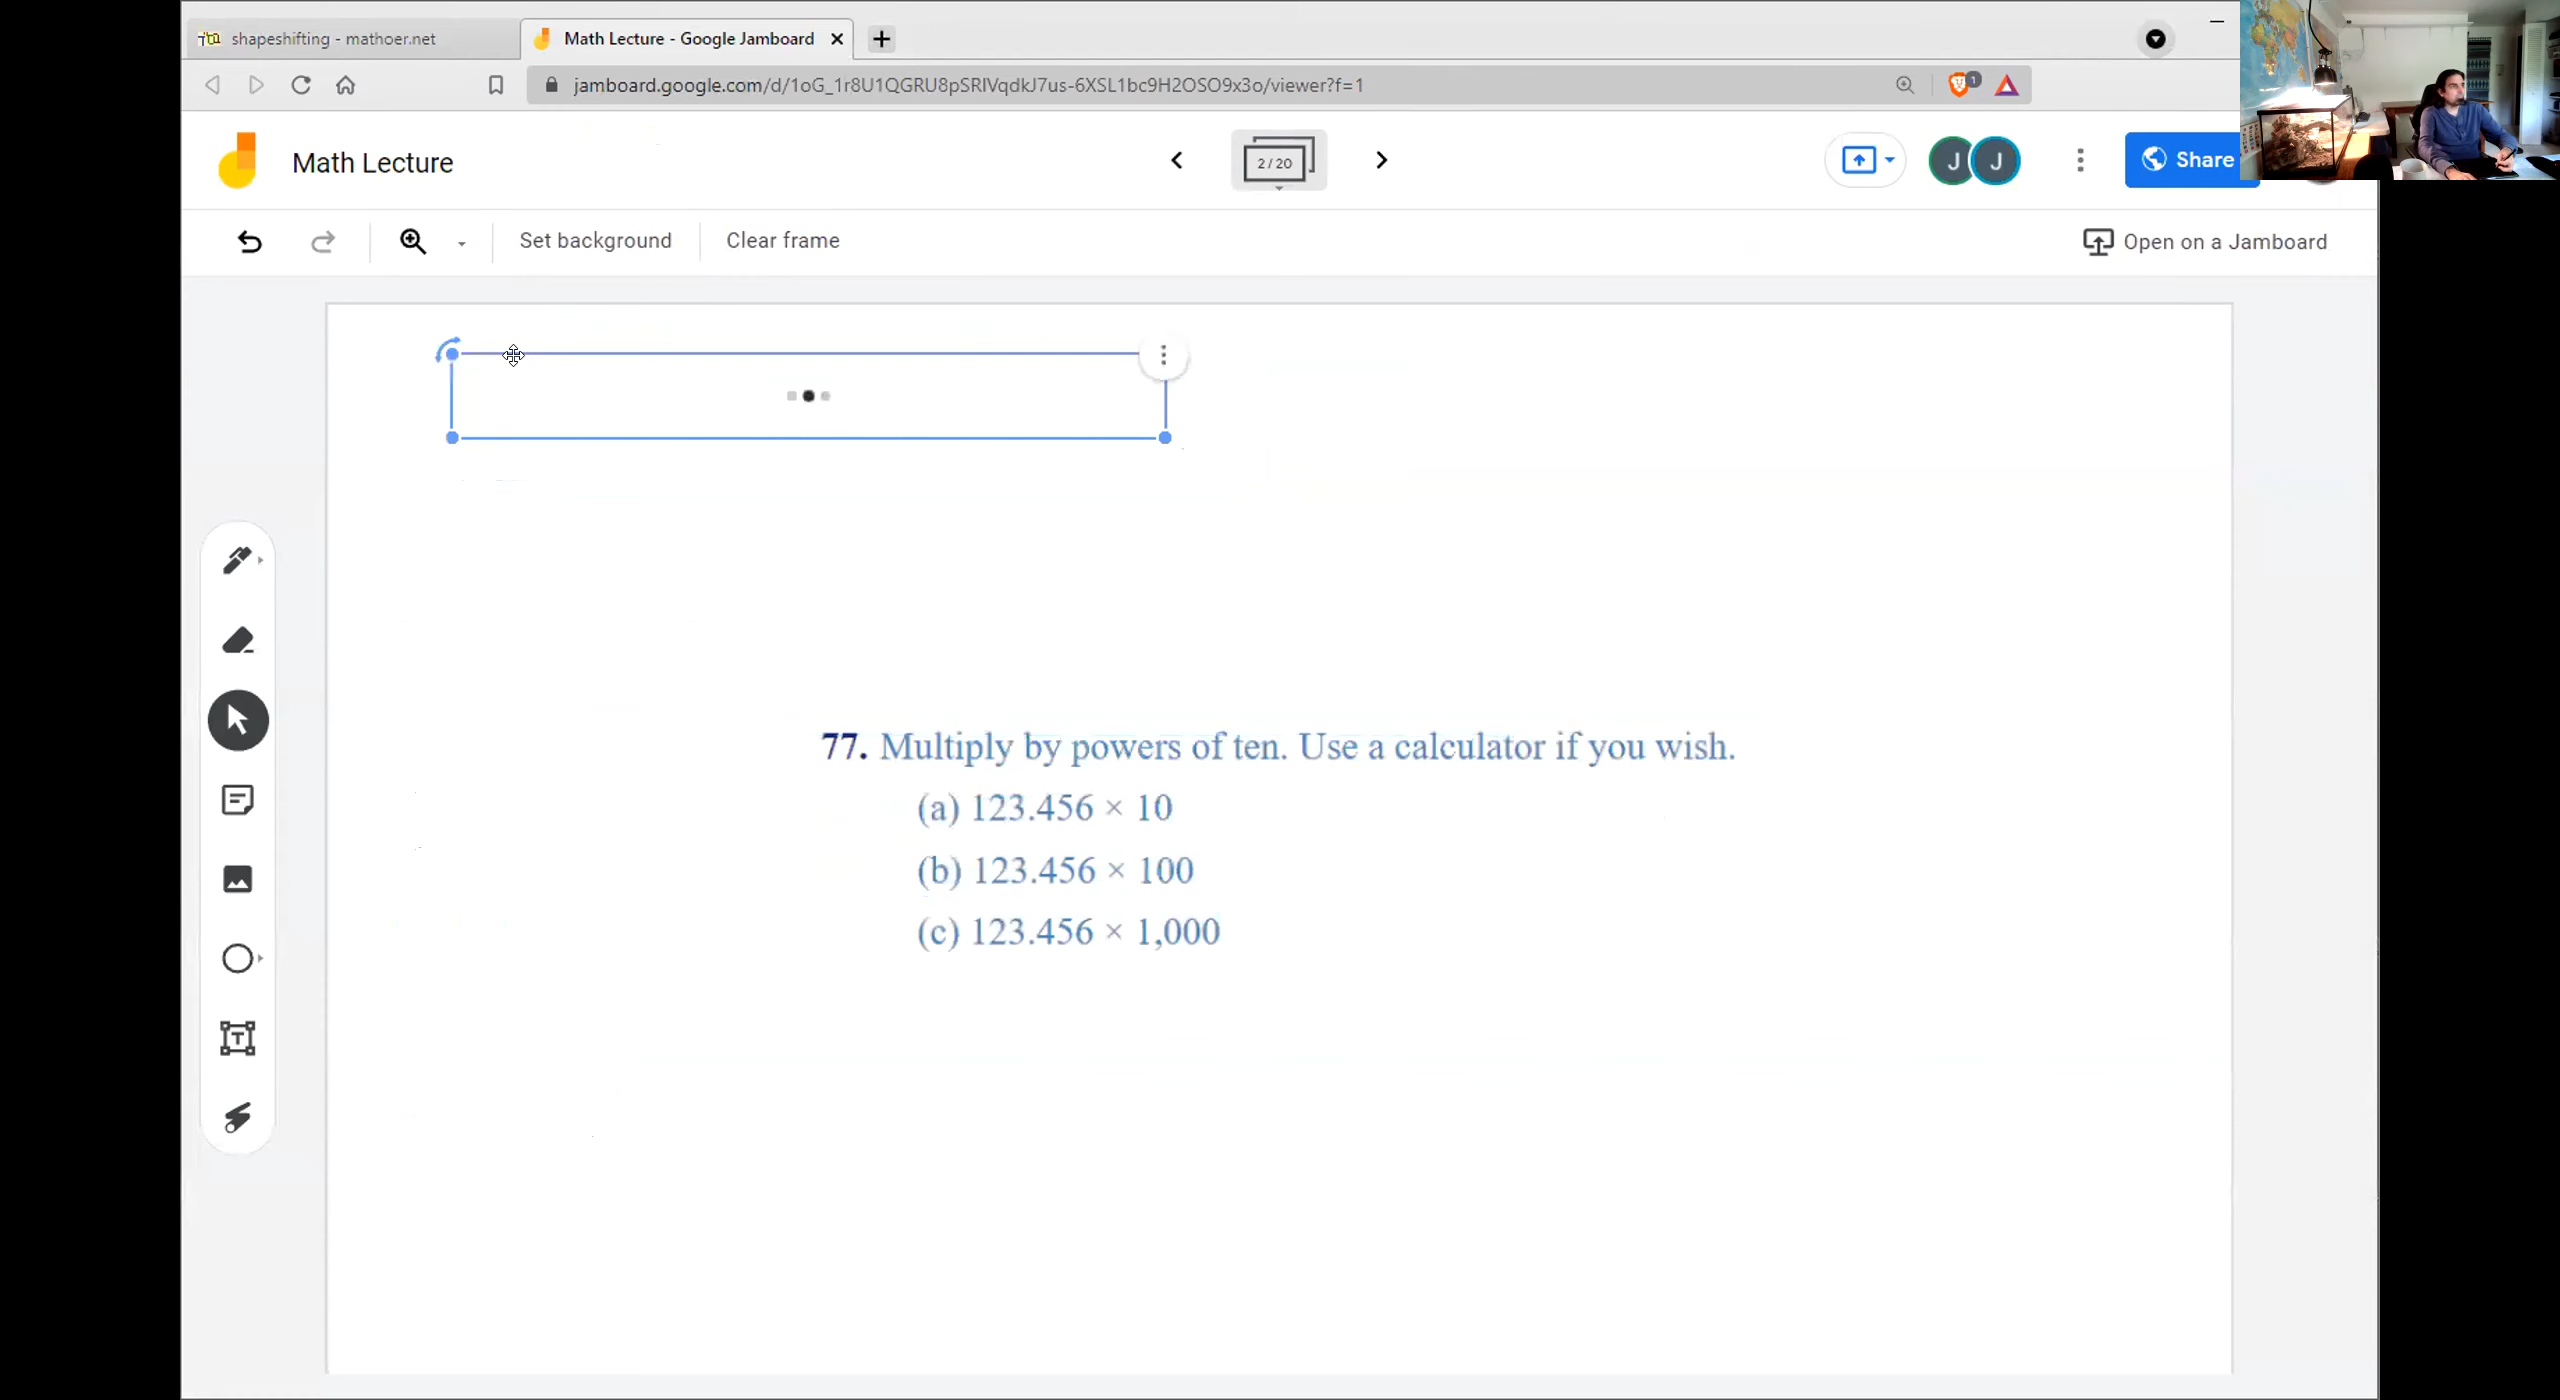 shapeshifting - mathoer.net
Math Lecture - Google Jamboard
jamboard.google.com/d/1oG_1r8U1QGRU8pSRlVqdkJ7us-6XSL1bc9H2OSO9x3o/viewer?f=1
1
Math Lecture
2 / 20
J J
Share
Set background
Clear frame
Open on a Jamboard
77. Multiply by powers of ten. Use a calculator if you wish.
(a) 123.456 × 10
(b) 123.456 × 100
(c) 123.456 × 1,000
T